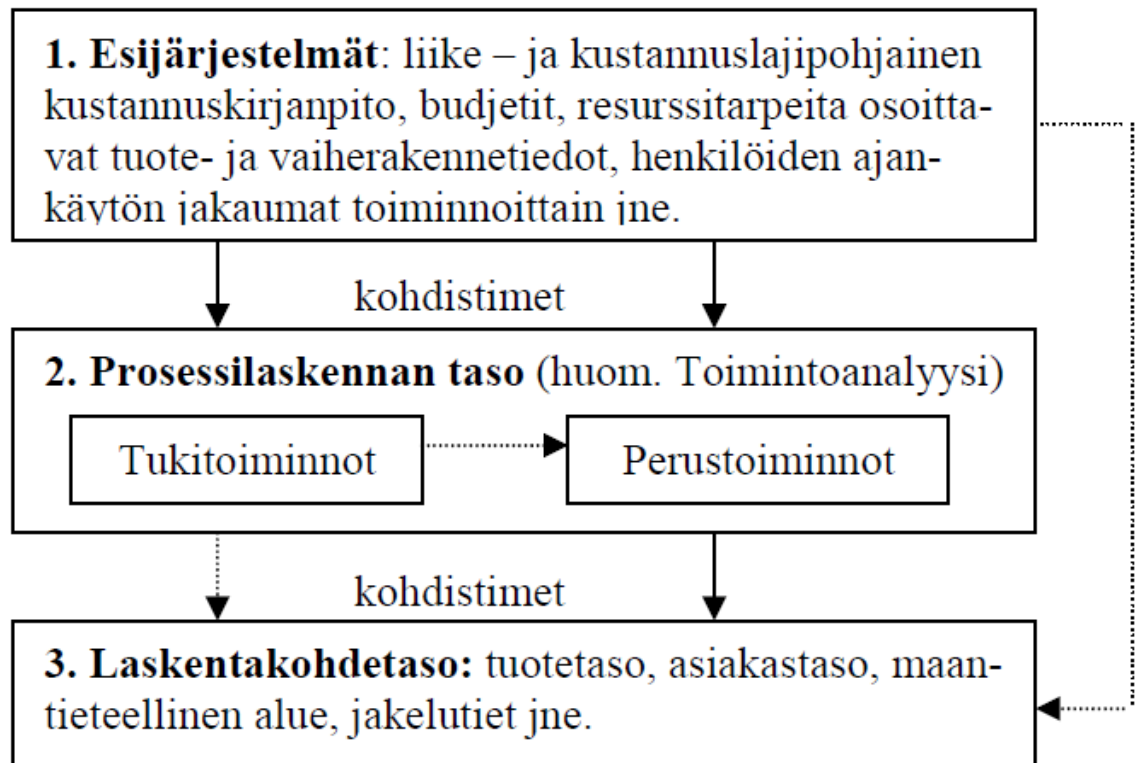 1. Esijärjestelmät: liike – ja kustannuslajipohjainen
kustannuskirjanpito, budjetit, resurssitarpeita osoitta-
vat tuote- ja vaiherakennetiedot, henkilöiden ajan-
käytön jakaumat toiminnoittain jne.
kohdistimet
2. Prosessilaskennan taso (huom. Toimintoanalyysi)
Tukitoiminnot
Perustoiminnot
kohdistimet
3. Laskentakohdetaso: tuotetaso, asiakastaso, maan-
tieteellinen alue, jakelutiet jne.